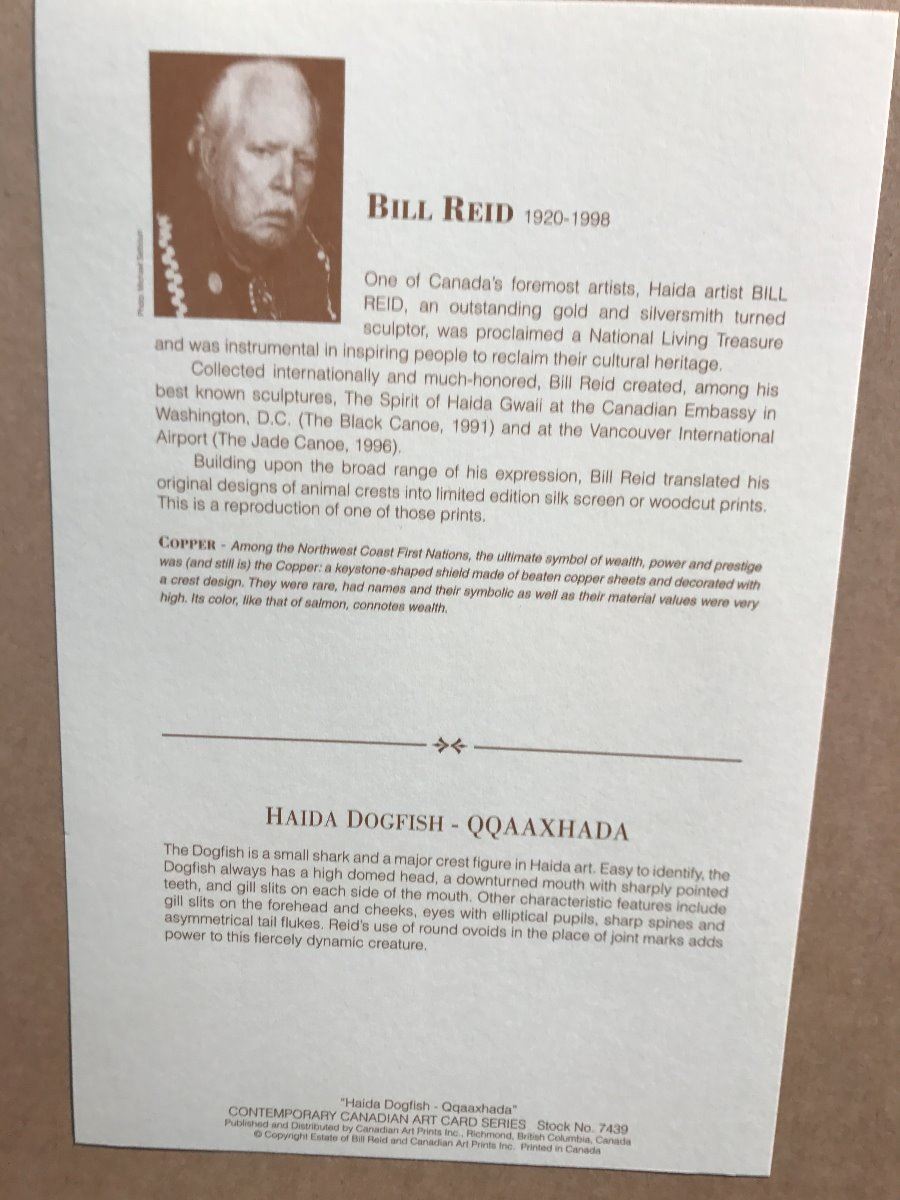 Photo:
BILL REID 1920-1998
One of Canada's foremost artists, Haida artist BILL
REID, an outstanding gold and silversmith turned
sculptor, was proclaimed a National Living Treasure
and was instrumental in inspiring people to reclaim their cultural heritage.
Collected internationally and much-honored, Bill Reid created, among his
best known sculptures, The Spirit of Haida Gwaii at the Canadian Embassy in
Washington, D.C. (The Black Canoe, 1991) and at the Vancouver International
Airport (The Jade Canoe, 1996).
Building upon the broad range of his expression, Bill Reid translated his
original designs of animal crests into limited edition silk screen or woodcut prints.
This is a reproduction of one of those prints.
COPPER - Among the Northwest Coast First Nations, the ultimate symbol of wealth, power and prestige
was (and still is) the Copper: a keystone-shaped shield made of beaten copper sheets and decorated with
a crest design. They were rare, had names and their symbolic as well as their material values were very
high. Its color, like that of salmon, connotes wealth.
HAIDA DOGFISH - QQAAXHADA
The Dogfish is a small shark and a major crest figure in Haida art. Easy to identify, the
Dogfish always has a high domed head, a downturned mouth with sharply pointed
teeth, and gill slits on each side of the mouth. Other characteristic features include
gill slits on the forehead and cheeks, eyes with elliptical pupils, sharp spines and
asymmetrical tail flukes. Reid's use of round ovoids in the place of joint marks adds
power to this fiercely dynamic creature.
"Haida Dogfish - Qqaaxhada"
CONTEMPORARY CANADIAN ART CARD SERIES Stock No. 7439
Published and Distributed by Canadian Art Prints Inc., Richmond, British Columbia, Canada
© Copyright Estate of Bill Reid and Canadian Art Prints Inc. Printed in Canada